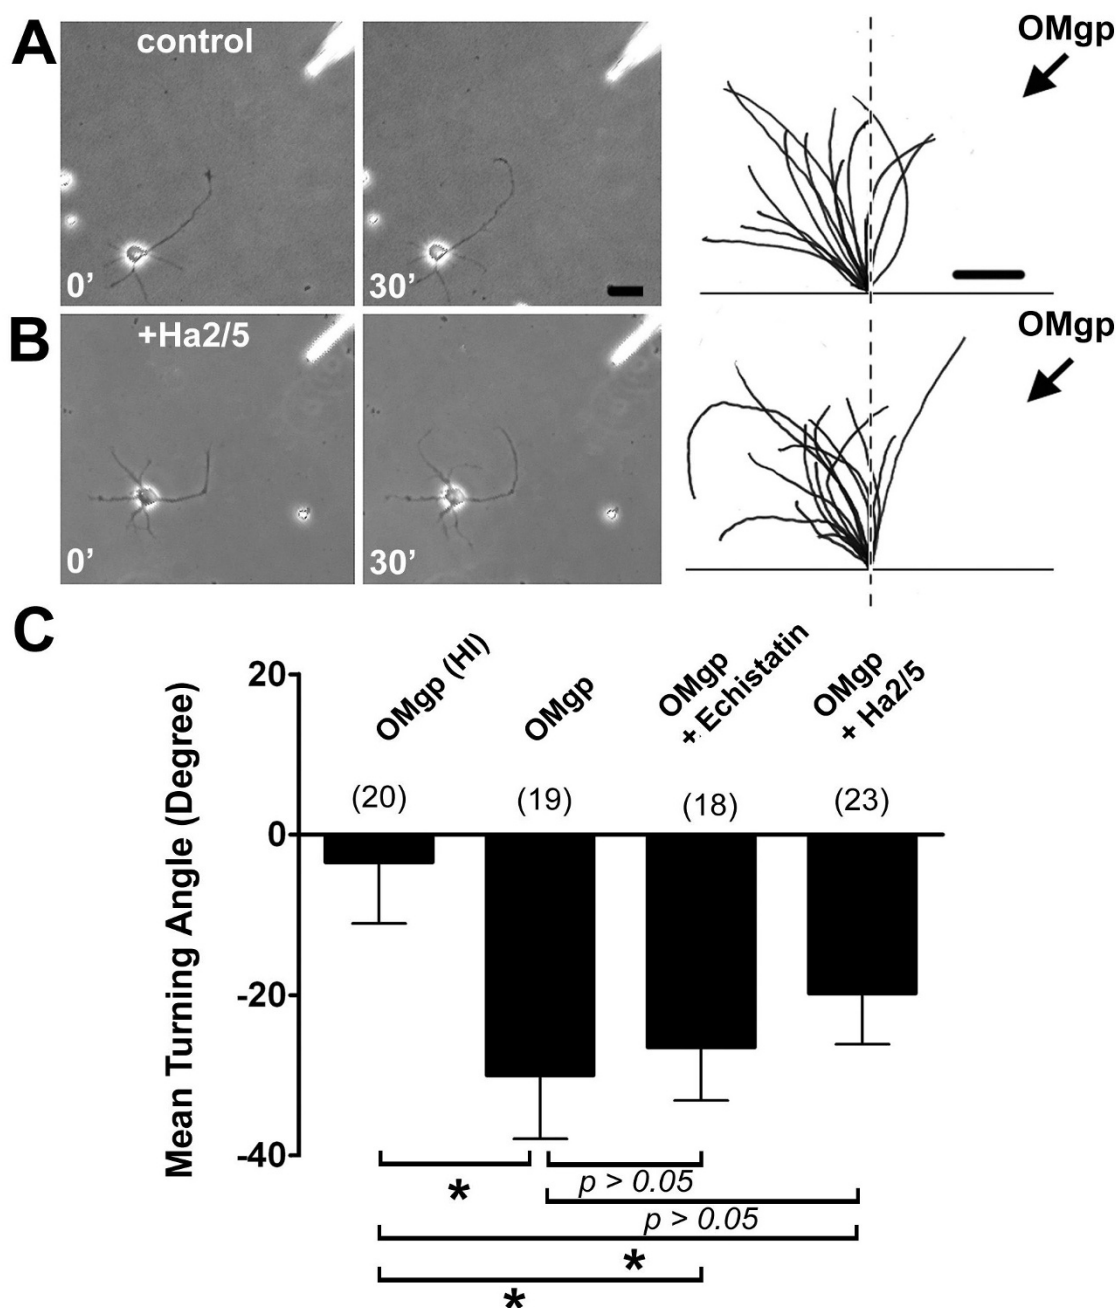 A
control
0’
30’
OMgp
B
+Ha2/5
0’
30’
OMgp
C
Mean Turning Angle (Degree)
20
0
-20
-40
OMgp (HI)
OMgp
OMgp
+ Echistatin
OMgp
+ Ha2/5
(20)
(19)
(18)
(23)
*
p > 0.05
p > 0.05
*
*